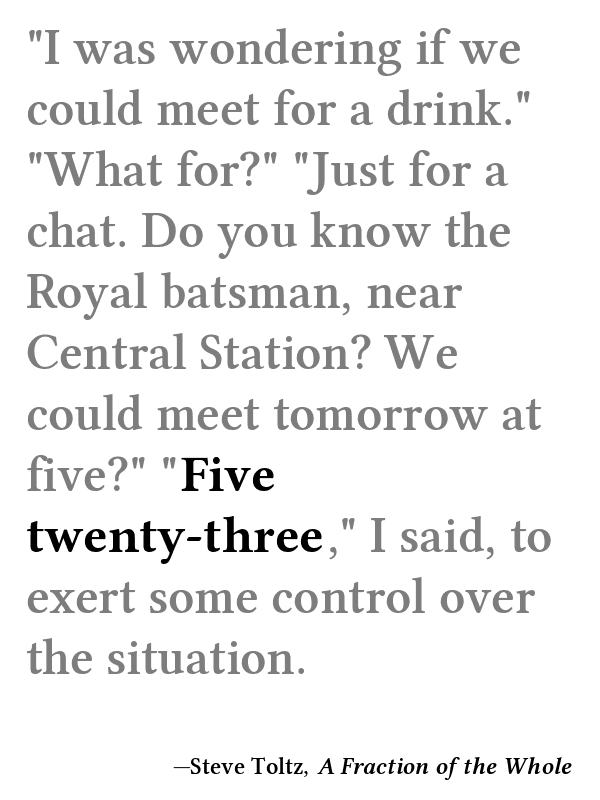 "I was wondering if we
could meet for a drink."
"What for?" "Just for a
chat. Do you know the
Royal batsman, near
Central Station? We
could meet tomorrow at
five?" "Five
twenty-three," I said, to
exert some control over
the situation.
—Steve Toltz, A Fraction of the Whole